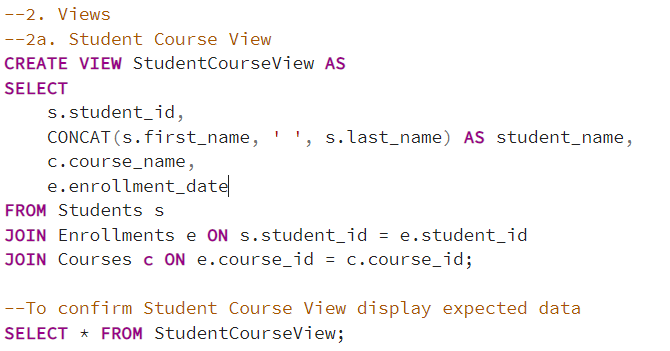 --2. Views
--2a. Student Course View
CREATE VIEW StudentCourseView AS
SELECT
    s.student_id,
    CONCAT(s.first_name, ' ', s.last_name) AS student_name,
    c.course_name,
    e.enrollment_date
FROM Students s
JOIN Enrollments e ON s.student_id = e.student_id
JOIN Courses c ON e.course_id = c.course_id;

--To confirm Student Course View display expected data
SELECT * FROM StudentCourseView;